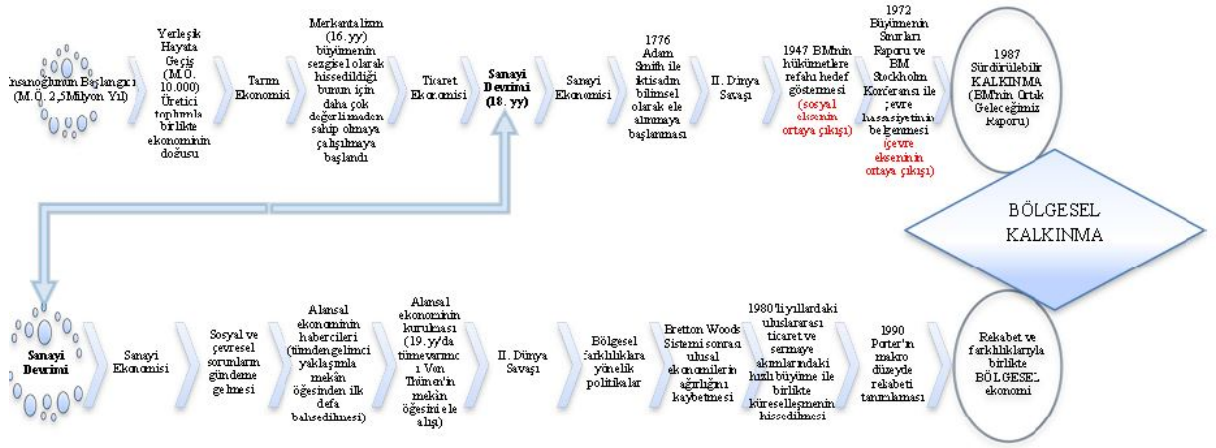 İnsanoğlunun Başlangıcı
(M.Ö. 2,5Milyon Yıl)
Yerleşik
Hayata
Geçiş
(M.Ö.
10.000)
Üretici
toplumla
birlikte
ekonominin
doğuşu
Tarım
Ekonomisi
Merkantalizm
(16. yy)
büyümenin
sezgisel olarak
hissedildiği
bunun için
daha çok
değerli maden
sahip olmaya
çalışılmaya
başlandı
Ticaret
Ekonomisi
Sanayi
Devrimi
(18. yy)
Sanayi
Ekonomisi
1776
Adam
Smith ile
iktisadın
bilimsel
olarak ele
alınmaya
başlanması
II. Dünya
Savaşı
1947 BM'nin
hükümetlere
refahı hedef
göstermesi
(sosyal
eksenin
ortaya çıkışı)
1972
Büyümenin
Sınırları
Raporu ve
BM
Stockholm
Konferansı ile
çevre
hassasiyetinin
belgenmesi
(çevre
ekseninin
ortaya çıkışı)
1987
Sürdürülebilir
KALKINMA
(BM'nin Ortak
Geleceğimiz
Raporu)
BÖLGESEL
KALKINMA
Sanayi
Devrimi
Sanayi
Ekonomisi
Sosyal ve
çevresel
sorunların
gündeme
gelmesi
Alansal
ekonominin
habercileri
(tümdengelimci
yaklaşımla
mekân
öğesinden ilk
defa
bahsedilmesi)
Alansal
ekonominin
kurulması
(19. yy'da
tümevarımc
ı Von
Thünen'in
mekân
öğesini ele
alışı)
II. Dünya
Savaşı
Bölgesel
farklılıklara
yönelik
politikalar
Bretton Woods
Sistemi sonrası
ulusal
ekonomilerin
ağırlığını
kaybetmesi
1980'li yıllardaki
uluslararası
ticaret ve
sermaye
akımlarındaki
hızlı büyüme ile
birlikte
küreselleşmenin
hissedilmesi
1990
Porter'ın
makro
düzeyde
rekabeti
tanımlaması
Rekabet ve
farklılıklarıyla
birlikte
BÖLGESEL
ekonomi